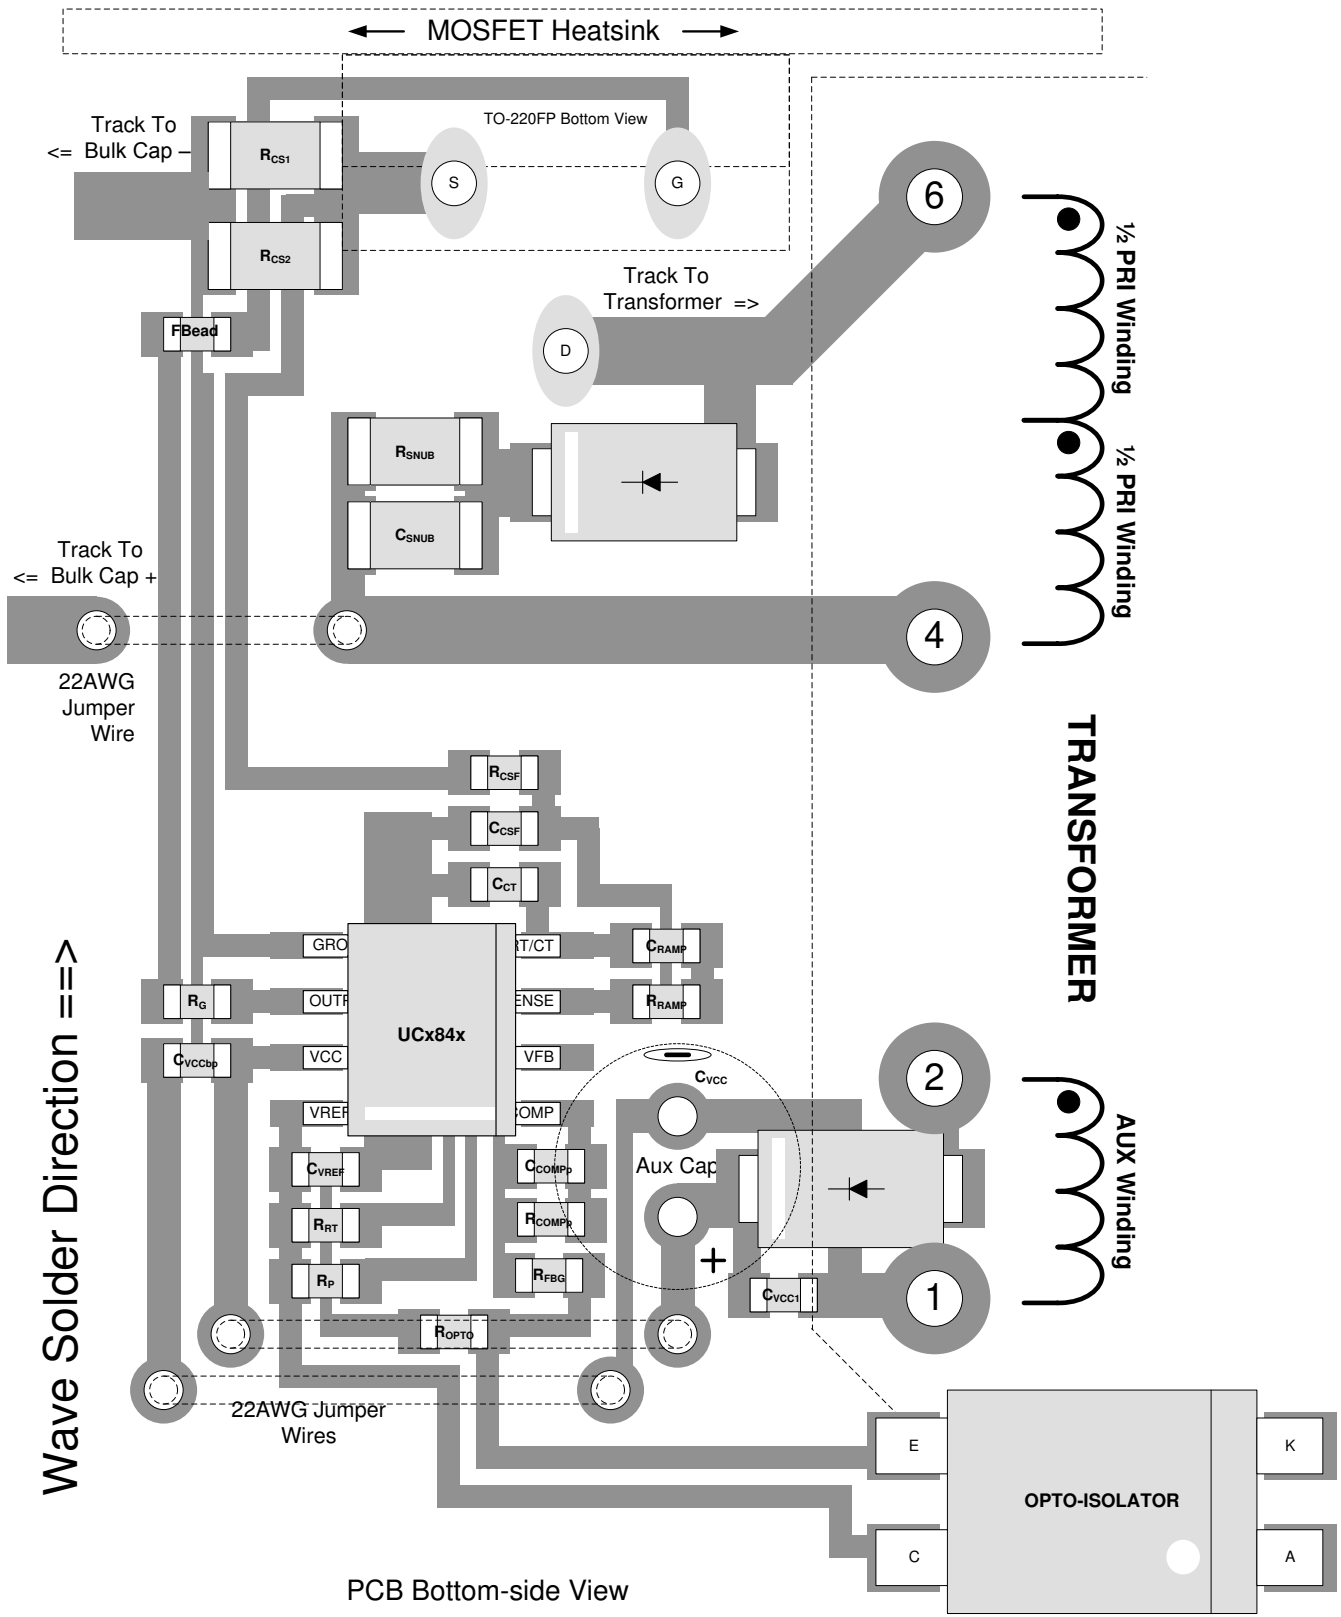 MOSFET Heatsink
TO-220FP Bottom View
Track To
<= Bulk Cap –
RCS1
S
G
6
RCS2
½ PRI Winding
Track To
Transformer =>
FBead
D
RSNUB
½ PRI Winding
CSNUB
Track To
<= Bulk Cap +
4
22AWG
Jumper
Wire
TRANSFORMER
RCSF
CCSF
CCT
GRO
RT/CT
CRAMP
RG
OUTP
ENSE
RRAMP
UCx84x
CVCCbp
VCC
VFB
–
CVCC
2
VREF
COMP
AUX Winding
CVREF
CCOMPp
Aux Cap
RRT
RCOMPp
+
RP
RFBG
CVCC1
1
ROPTO
22AWG Jumper
Wires
Wave Solder Direction ==>
E
K
OPTO-ISOLATOR
C
A
PCB Bottom-side View